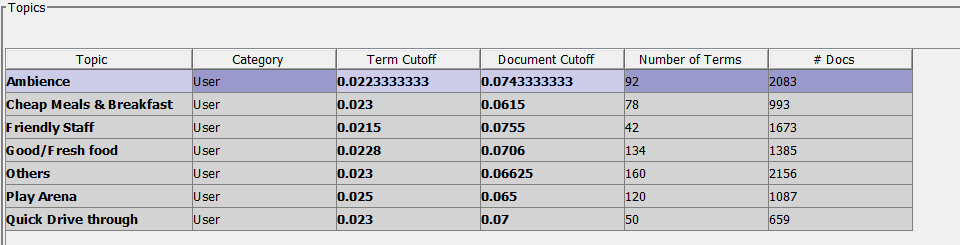 Topics
Topic Category Term Cutoff Document Cutoff Number of Terms # Docs
Ambience User 0.0223333333 0.0743333333 92 2083
Cheap Meals & Breakfast User 0.023 0.0615 78 993
Friendly Staff User 0.0215 0.0755 42 1673
Good/Fresh food User 0.0228 0.0706 134 1385
Others User 0.023 0.06625 160 2156
Play Arena User 0.025 0.065 120 1087
Quick Drive through User 0.023 0.07 50 659